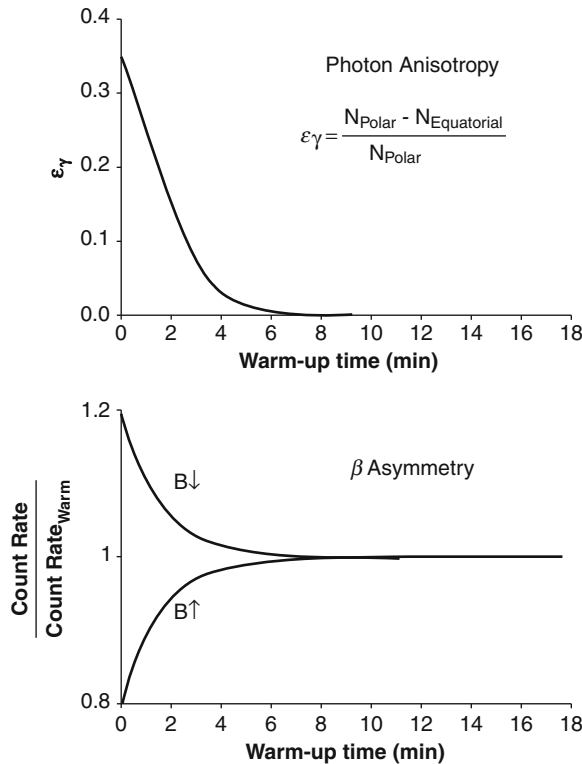 0.4
0.3
0.2
0.1
0.0
εγ
Photon Anisotropy
εγ = (N_Polar - N_Equatorial) / N_Polar
0 2 4 6 8 10 12 14 16 18
Warm-up time (min)
1.2
1
0.8
Count Rate
Count Rate_Warm
β Asymmetry
B↓
B↑
0 2 4 6 8 10 12 14 16 18
Warm-up time (min)